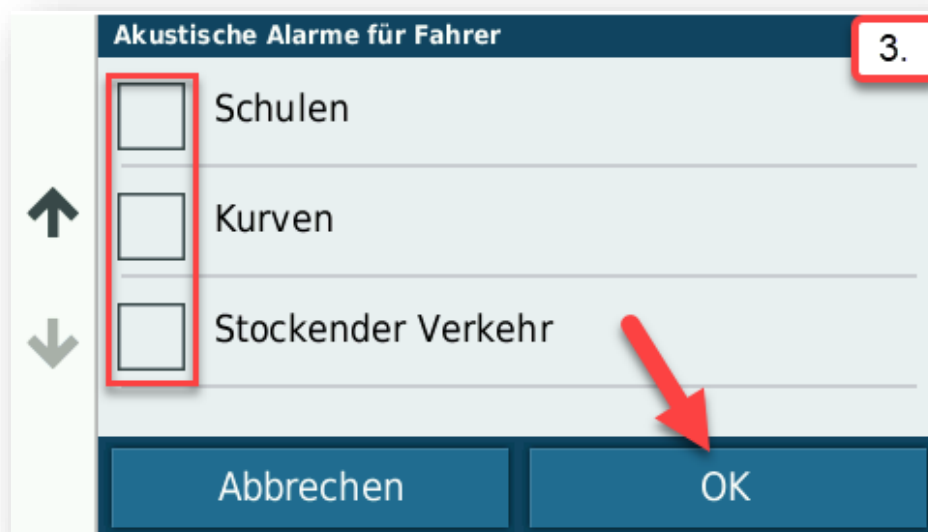 Akustische Alarme für Fahrer
3.
Schulen
Kurven
Stockender Verkehr
Abbrechen
OK